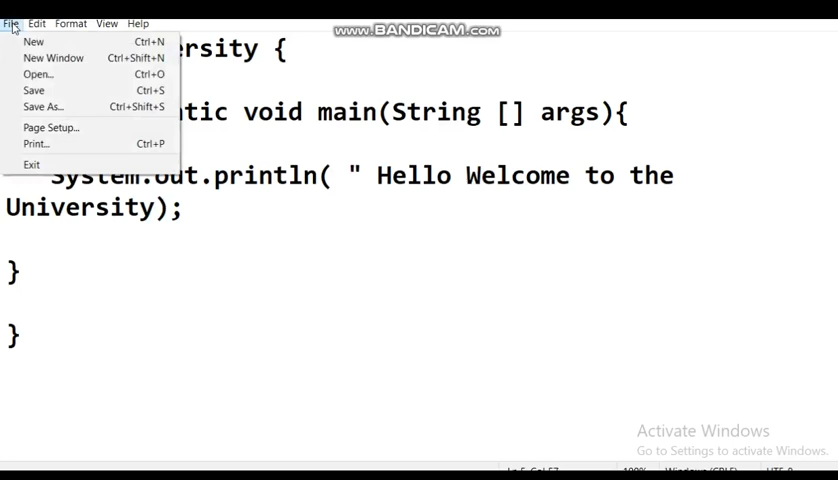 File Edit Format View Help
www.BANDICAM.com
New Ctrl+N
New Window Ctrl+Shift+N
Open... Ctrl+O
Save Ctrl+S
Save As... Ctrl+Shift+S
Page Setup...
Print... Ctrl+P
Exit
ersity {
tic void main(String [] args){
System.out.println( " Hello Welcome to the
University);
}
}
Activate Windows
Go to Settings to activate Windows.